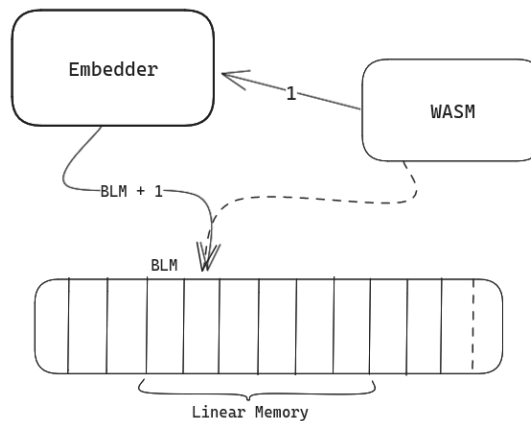 Embedder
1
WASM
BLM + 1
BLM
Linear Memory